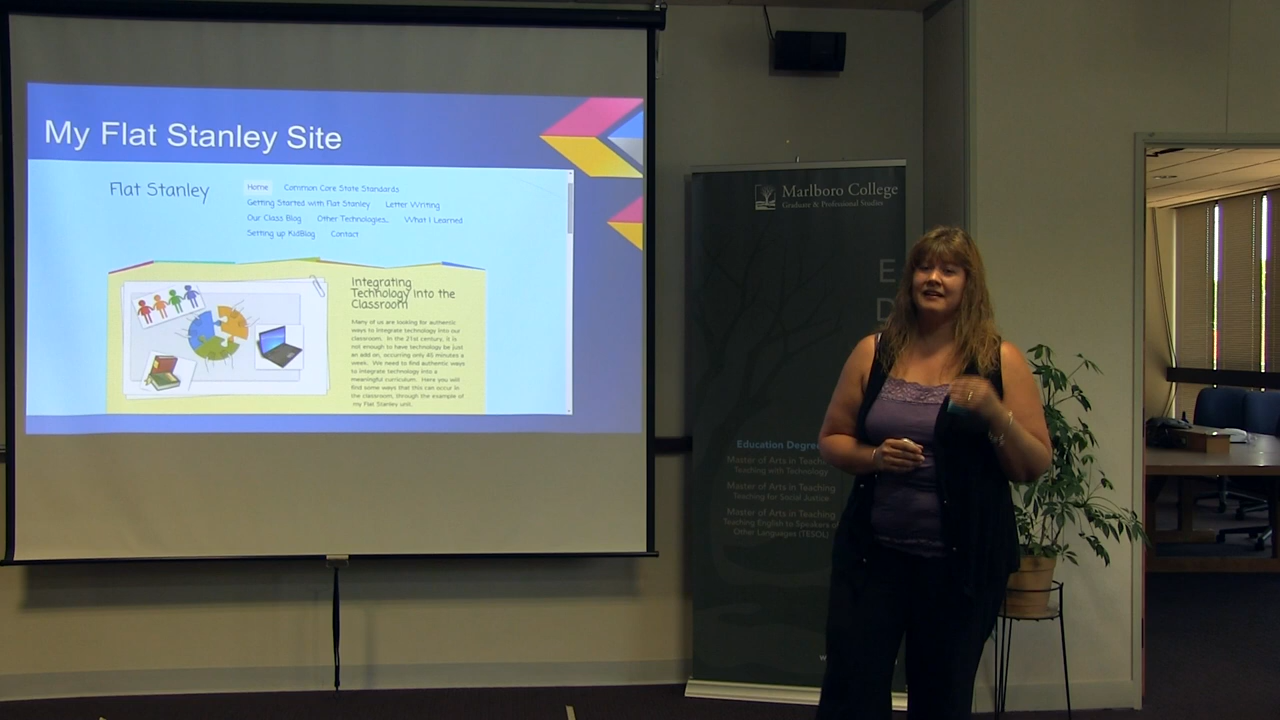 My Flat Stanley Site
Flat Stanley
Home Common Core State Standards
Getting Started with Flat Stanley Letter Writing
Our Class Blog Other Technologies... What I Learned
Setting up KidBlog Contact
Integrating
Technology into the
Classroom
Many of us are looking for authentic
ways to integrate technology into our
classroom. In the 21st century, it is
not enough to have technology be just
an add on, occurring only 45 minutes a
week. We need to find authentic ways
to integrate technology into a
meaningful curriculum. Here you will
find some ways that this can occur in
the classroom, through the example of
my Flat Stanley unit.
Marlboro College
Graduate & Professional Studies
E
D
Education Degre
Master of Arts in Teachi
Teaching with Technology
Master of Arts in Teaching
Teaching for Social Justice
Master of Arts in Teaching
Teaching English to Speakers of
Other Languages (TESOL)
w